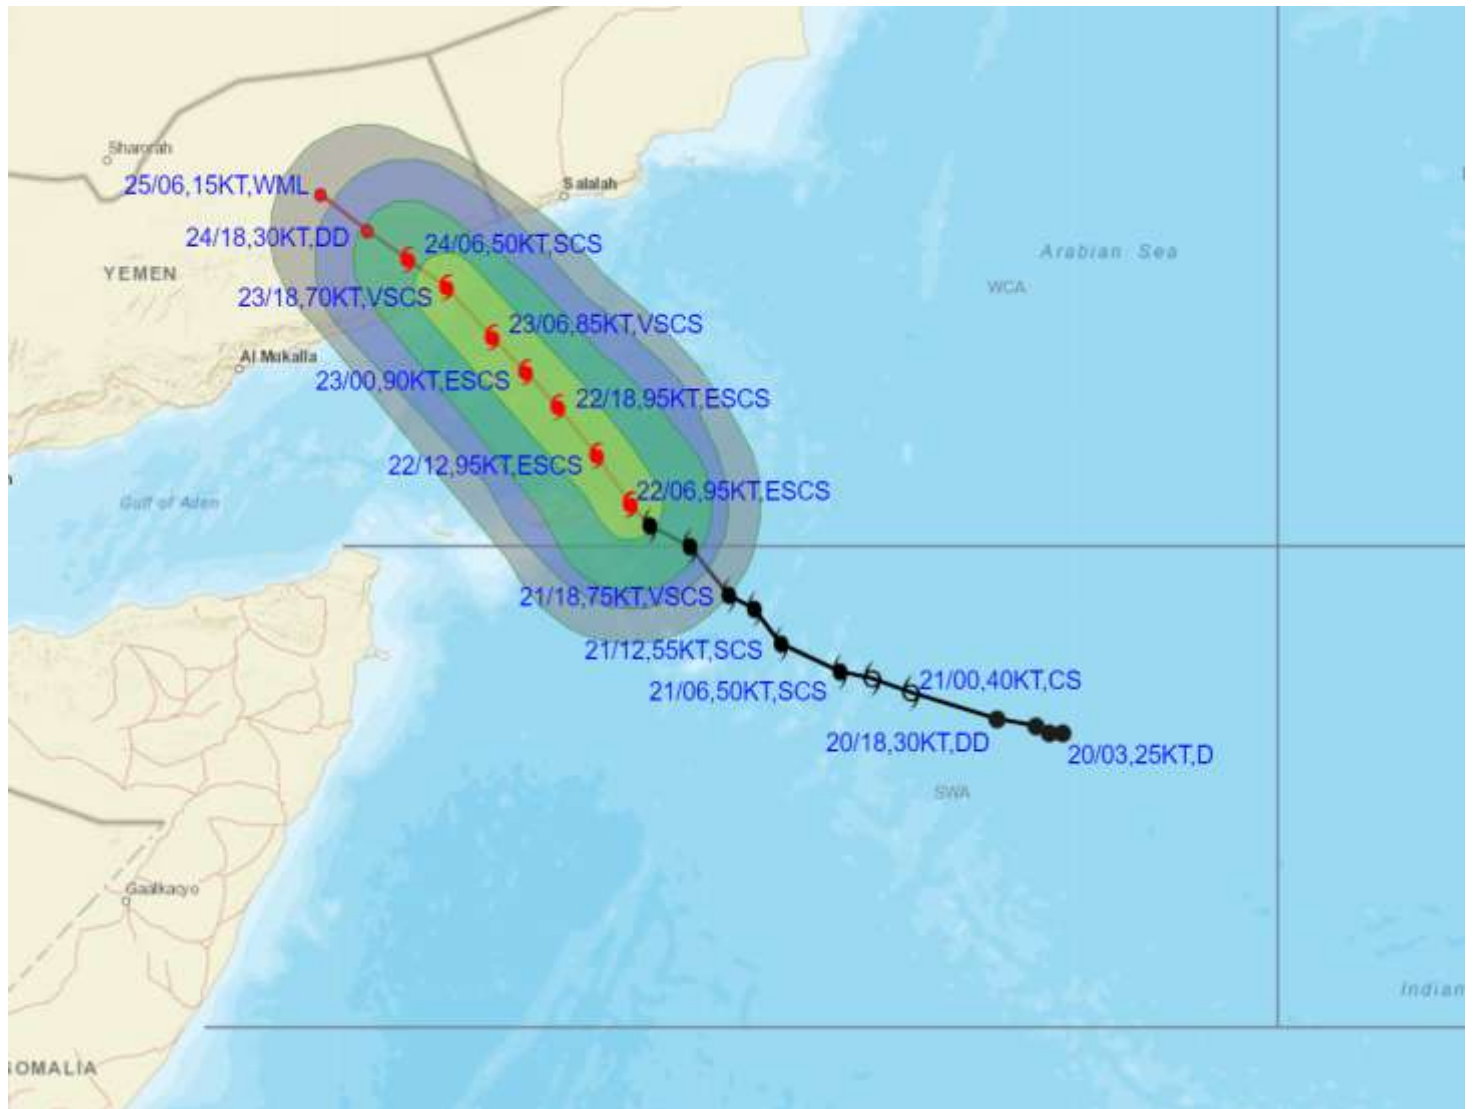 Sharorah
25/06,15KT,WML
Salalah
24/18,30KT,DD
24/06,50KT,SCS
Arabian Sea
YEMEN
WCA
23/18,70KT,VSCS
23/06,85KT,VSCS
Al Mukalla
23/00,90KT,ESCS
22/18,95KT,ESCS
22/12,95KT,ESCS
22/06,95KT,ESCS
Gulf of Aden
21/18,75KT,VSCS
21/12,55KT,SCS
21/06,50KT,SCS
21/00,40KT,CS
20/18,30KT,DD
20/03,25KT,D
SWA
Gaalkacyo
Indian
SOMALIA